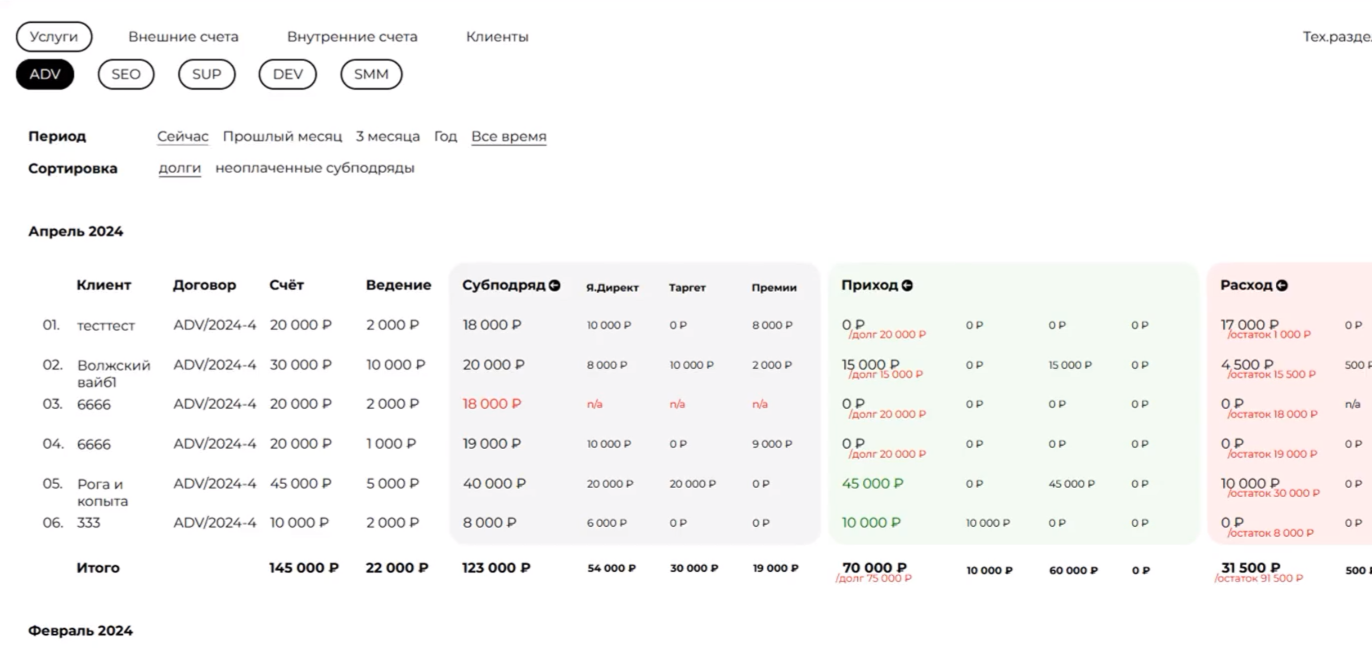 Услуги Внешние счета Внутренние счета Клиенты Тех.разде
ADV SEO SUP DEV SMM
Период Сейчас Прошлый месяц 3 месяца Год Все время
Сортировка долги неоплаченные субподряды
Апрель 2024
Клиент Договор Счёт Ведение Субподряд Я.Директ Таргет Премии Приход Расход
01. тесттест ADV/2024-4 20 000 ₽ 2 000 ₽ 18 000 ₽ 10 000 ₽ 0 ₽ 8 000 ₽ 0 ₽ 0 ₽ 0 ₽ 0 ₽ 17 000 ₽ 0 ₽
/долг 20 000 ₽ /остаток 1 000 ₽
02. Волжский ADV/2024-4 30 000 ₽ 10 000 ₽ 20 000 ₽ 8 000 ₽ 10 000 ₽ 2 000 ₽ 15 000 ₽ 0 ₽ 15 000 ₽ 0 ₽ 4 500 ₽ 500 ₽
вайб1 /долг 15 000 ₽ /остаток 15 500 ₽
03. 6666 ADV/2024-4 20 000 ₽ 2 000 ₽ 18 000 ₽ n/a n/a n/a 0 ₽ 0 ₽ 0 ₽ 0 ₽ 0 ₽ n/a
/долг 20 000 ₽ /остаток 18 000 ₽
04. 6666 ADV/2024-4 20 000 ₽ 1 000 ₽ 19 000 ₽ 10 000 ₽ 0 ₽ 9 000 ₽ 0 ₽ 0 ₽ 0 ₽ 0 ₽ 0 ₽ 0 ₽
/долг 20 000 ₽ /остаток 19 000 ₽
05. Рога и ADV/2024-4 45 000 ₽ 5 000 ₽ 40 000 ₽ 20 000 ₽ 20 000 ₽ 0 ₽ 45 000 ₽ 0 ₽ 45 000 ₽ 0 ₽ 10 000 ₽ 0 ₽
копыта /остаток 30 000 ₽
06. 333 ADV/2024-4 10 000 ₽ 2 000 ₽ 8 000 ₽ 6 000 ₽ 0 ₽ 0 ₽ 10 000 ₽ 10 000 ₽ 0 ₽ 0 ₽ 0 ₽ 0 ₽
/остаток 8 000 ₽
Итого 145 000 ₽ 22 000 ₽ 123 000 ₽ 54 000 ₽ 30 000 ₽ 19 000 ₽ 70 000 ₽ 10 000 ₽ 60 000 ₽ 0 ₽ 31 500 ₽ 500
/долг 75 000 ₽ /остаток 91 500 ₽
Февраль 2024